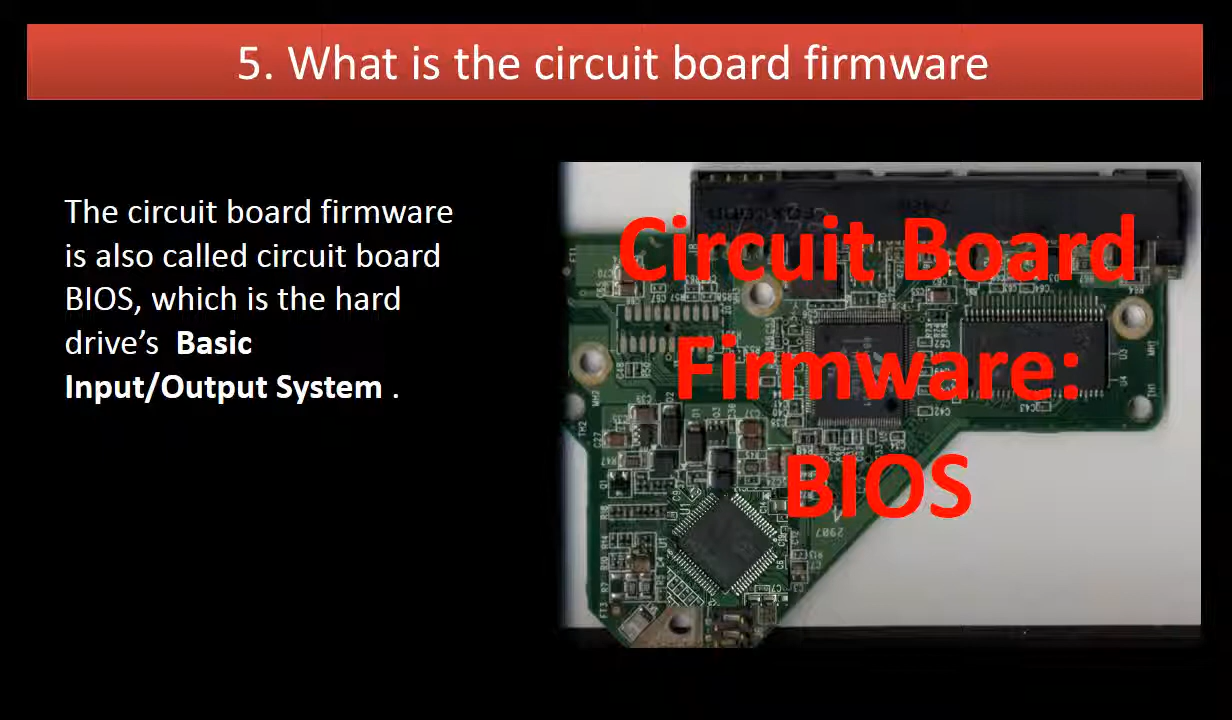 5. What is the circuit board firmware
The circuit board firmware
is also called circuit board
BIOS, which is the hard
drive's Basic
Input/Output System .
Circuit Board
Firmware:
BIOS